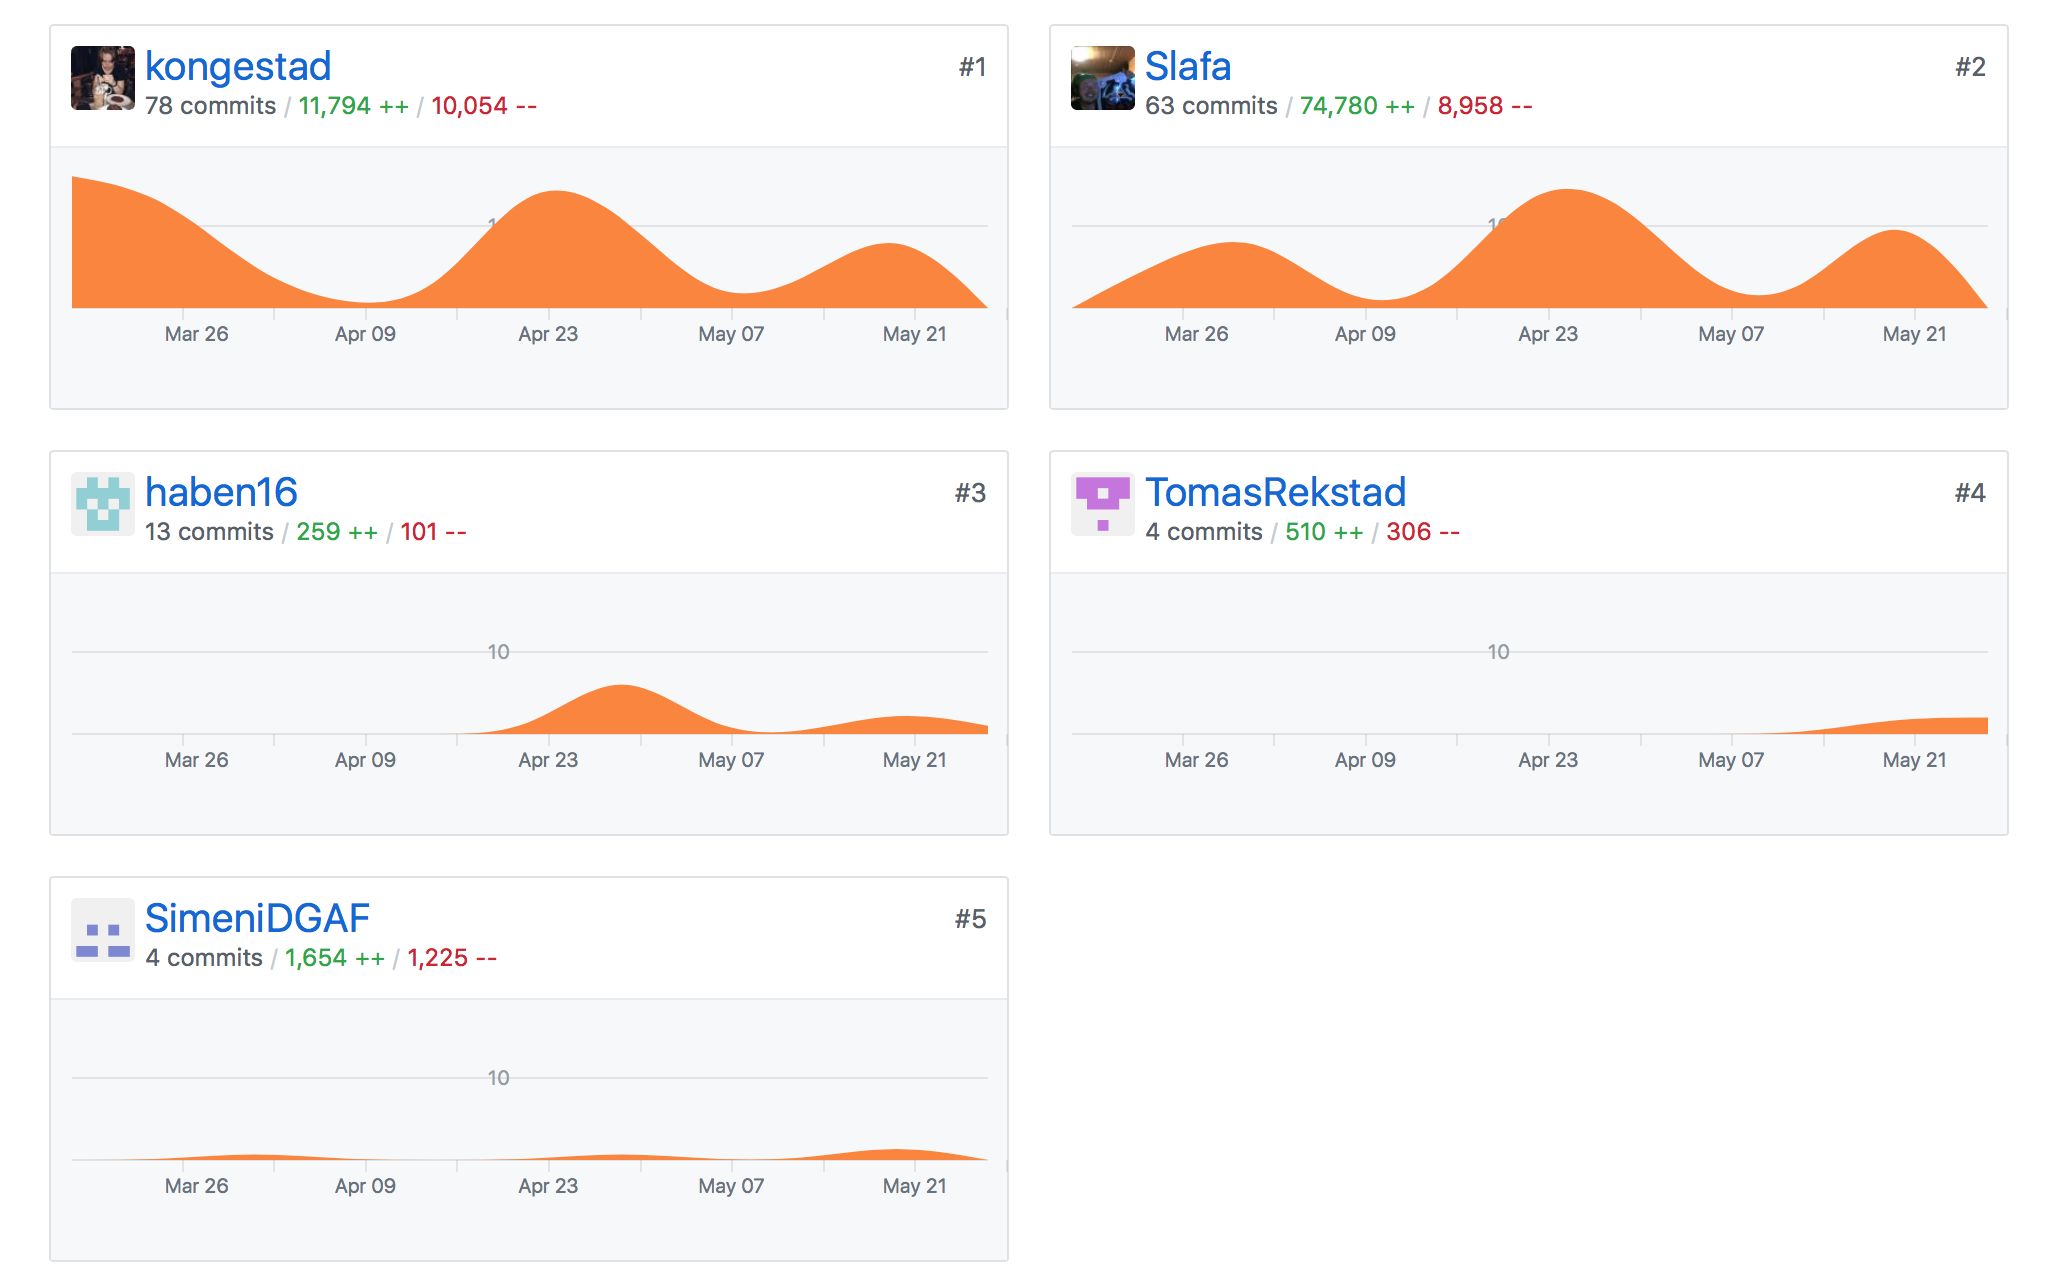 kongestad
#1
78 commits / 11,794 ++ / 10,054 --
Mar 26 Apr 09 Apr 23 May 07 May 21
Slafa
#2
63 commits / 74,780 ++ / 8,958 --
Mar 26 Apr 09 Apr 23 May 07 May 21
haben16
#3
13 commits / 259 ++ / 101 --
10
Mar 26 Apr 09 Apr 23 May 07 May 21
TomasRekstad
#4
4 commits / 510 ++ / 306 --
10
Mar 26 Apr 09 Apr 23 May 07 May 21
SimeniDGAF
#5
4 commits / 1,654 ++ / 1,225 --
10
Mar 26 Apr 09 Apr 23 May 07 May 21